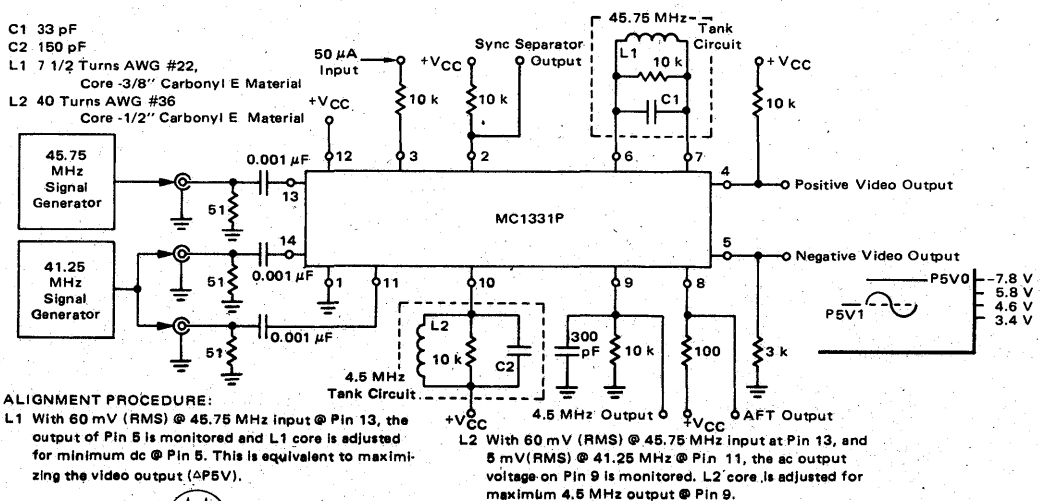 C1 33 pF
C2 150 pF
L1 7 1/2 Turns AWG #22,
Core -3/8" Carbonyl E Material
L2 40 Turns AWG #36
Core -1/2" Carbonyl E Material
45.75
MHz
Signal
Generator
41.25
MHz
Signal
Generator
51
51
51
0.001 µF
0.001 µF
0.001 µF
13
14
+VCC
12
50 µA
Input
10 k
3
+VCC
10 k
2
Sync Separator
Output
45.75 MHz
Tank
Circuit
L1
10 k
C1
6
7
+VCC
10 k
4
Positive Video Output
MC1331P
5
Negative Video Output
3 k
P5V0
P5V1
-7.8 V
5.8 V
4.6 V
3.4 V
1
11
10
9
8
L2
10 k
C2
4.5 MHz
Tank Circuit
+VCC
300
pF
10 k
100
4.5 MHz Output
+VCC
AFT Output
ALIGNMENT PROCEDURE:
L1 With 60 mV (RMS) @ 45.75 MHz input @ Pin 13, the
output of Pin 5 is monitored and L1 core is adjusted
for minimum dc @ Pin 5. This is equivalent to maximi-
zing the video output (△P5V).
L2 With 60 mV (RMS) @ 45.75 MHz input at Pin 13, and
5 mV(RMS) @ 41.25 MHz @ Pin 11, the ac output
voltage on Pin 9 is monitored. L2 core is adjusted for
maximum 4.5 MHz output @ Pin 9.